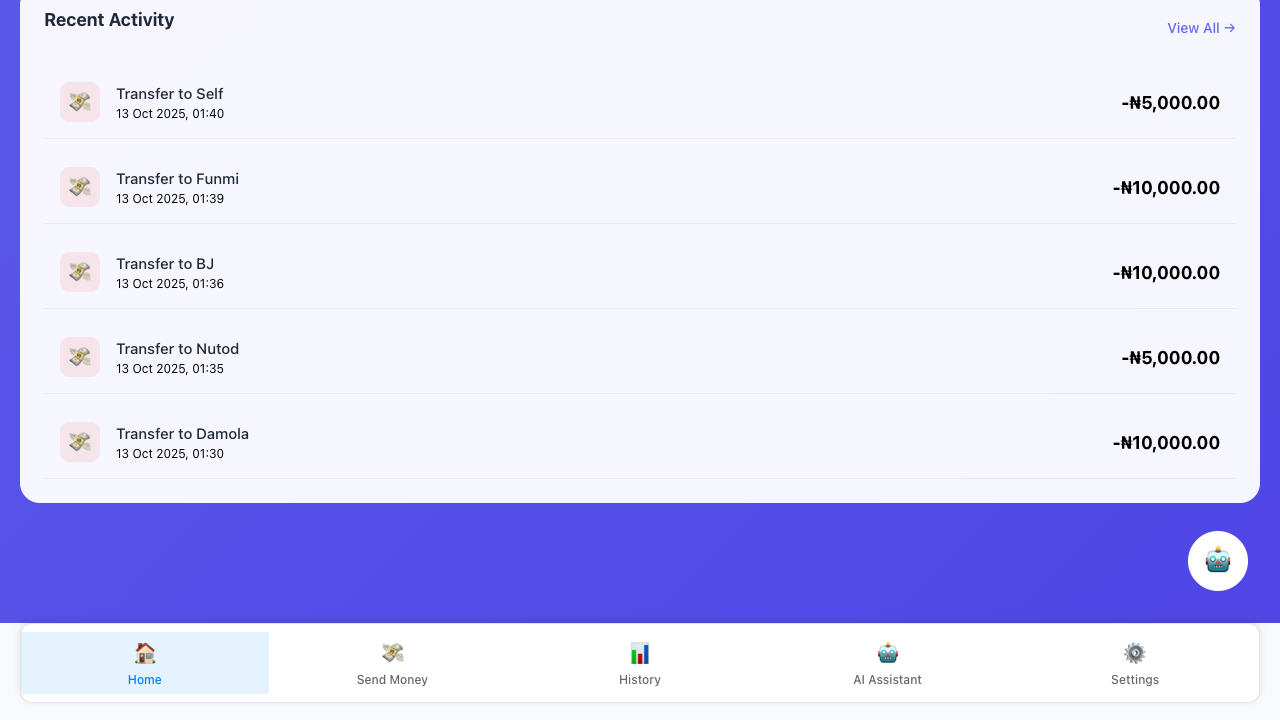 Recent Activity
View All →
Transfer to Self
13 Oct 2025, 01:40
-₦5,000.00
Transfer to Funmi
13 Oct 2025, 01:39
-₦10,000.00
Transfer to BJ
13 Oct 2025, 01:36
-₦10,000.00
Transfer to Nutod
13 Oct 2025, 01:35
-₦5,000.00
Transfer to Damola
13 Oct 2025, 01:30
-₦10,000.00
Home
Send Money
History
AI Assistant
Settings